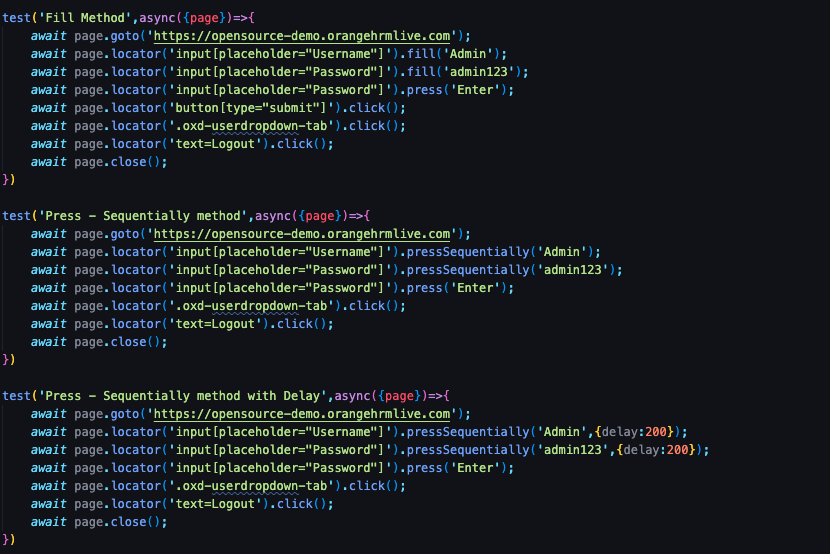 test('Fill Method',async({page})=>{
    await page.goto('https://opensource-demo.orangehrmlive.com');
    await page.locator('input[placeholder="Username"]').fill('Admin');
    await page.locator('input[placeholder="Password"]').fill('admin123');
    await page.locator('input[placeholder="Password"]').press('Enter');
    await page.locator('button[type="submit"]').click();
    await page.locator('.oxd-userdropdown-tab').click();
    await page.locator('text=Logout').click();
    await page.close();
})

test('Press - Sequentially method',async({page})=>{
    await page.goto('https://opensource-demo.orangehrmlive.com');
    await page.locator('input[placeholder="Username"]').pressSequentially('Admin');
    await page.locator('input[placeholder="Password"]').pressSequentially('admin123');
    await page.locator('input[placeholder="Password"]').press('Enter');
    await page.locator('.oxd-userdropdown-tab').click();
    await page.locator('text=Logout').click();
    await page.close();
})

test('Press - Sequentially method with Delay',async({page})=>{
    await page.goto('https://opensource-demo.orangehrmlive.com');
    await page.locator('input[placeholder="Username"]').pressSequentially('Admin',{delay:200});
    await page.locator('input[placeholder="Password"]').pressSequentially('admin123',{delay:200});
    await page.locator('input[placeholder="Password"]').press('Enter');
    await page.locator('.oxd-userdropdown-tab').click();
    await page.locator('text=Logout').click();
    await page.close();
})